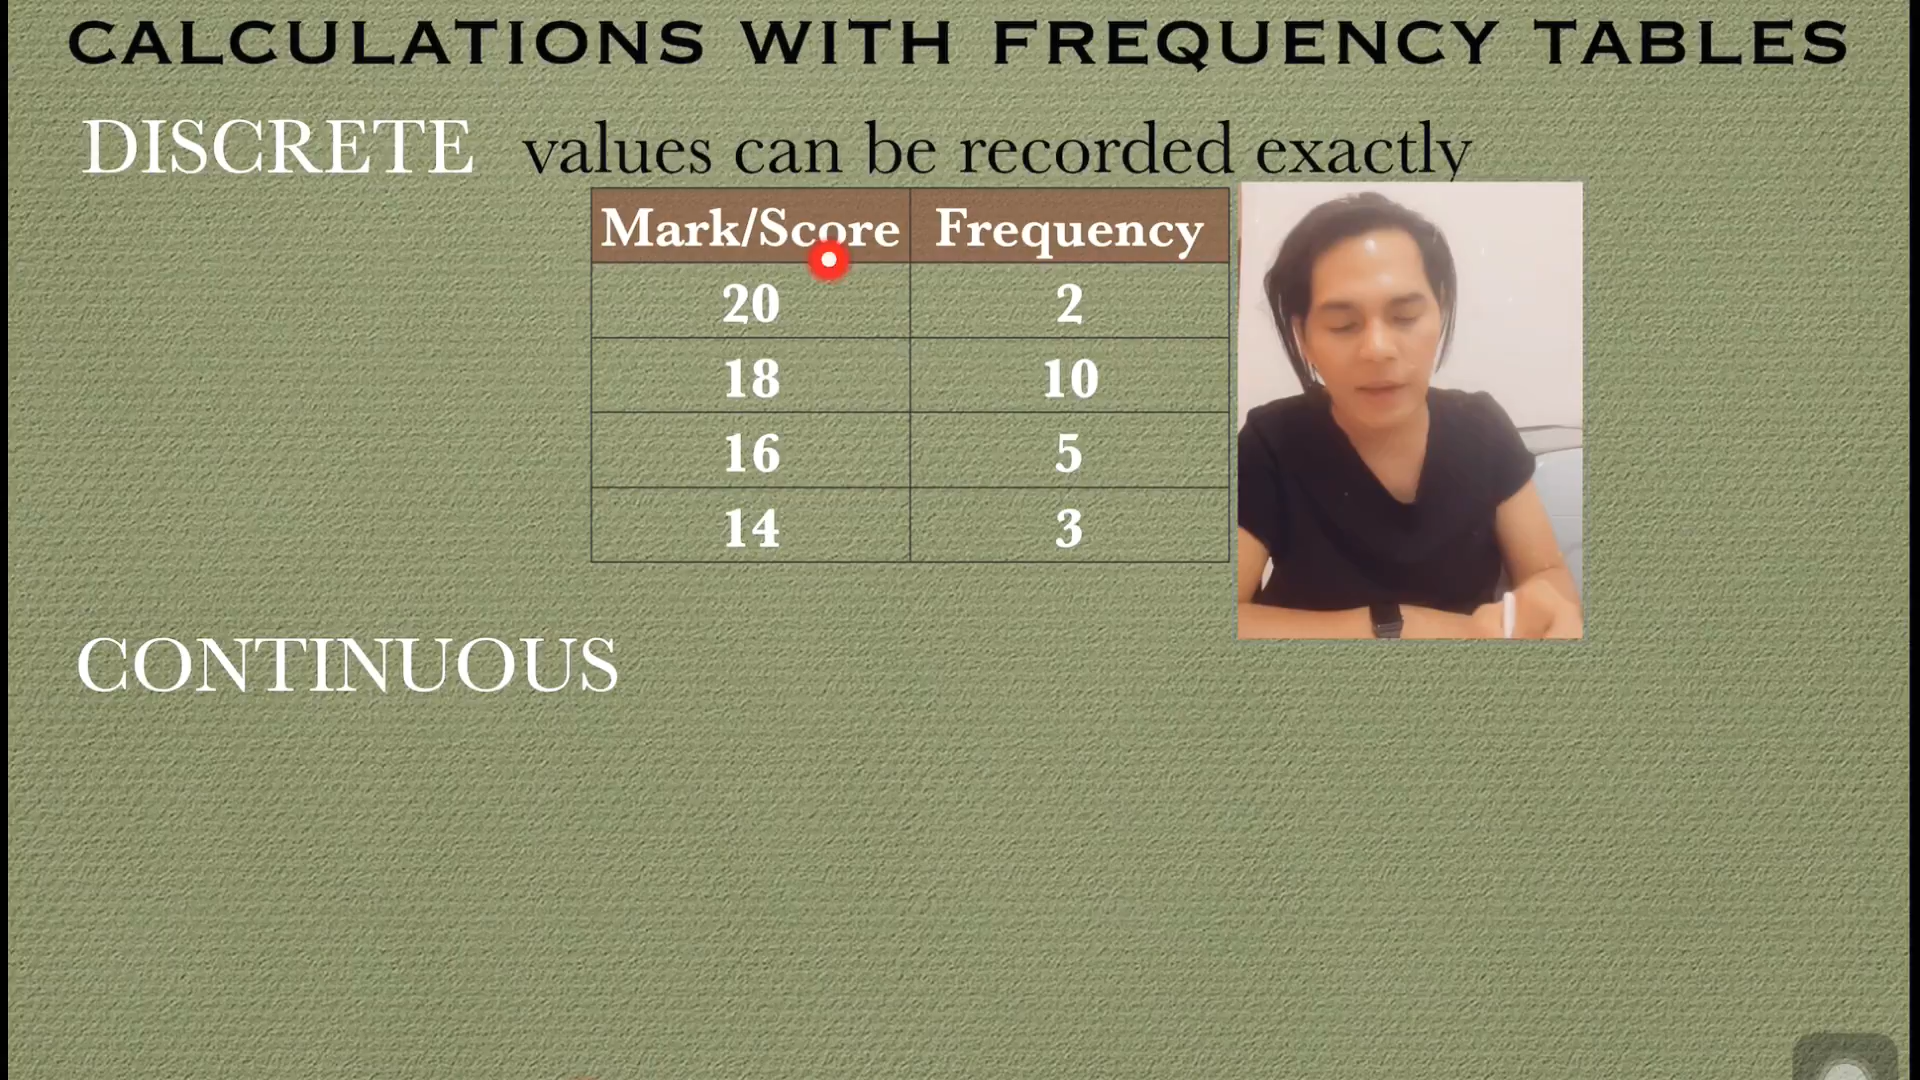 CALCULATIONS WITH FREQUENCY TABLES
DISCRETE values can be recorded exactly
Mark/Score Frequency
20 2
18 10
16 5
14 3
CONTINUOUS